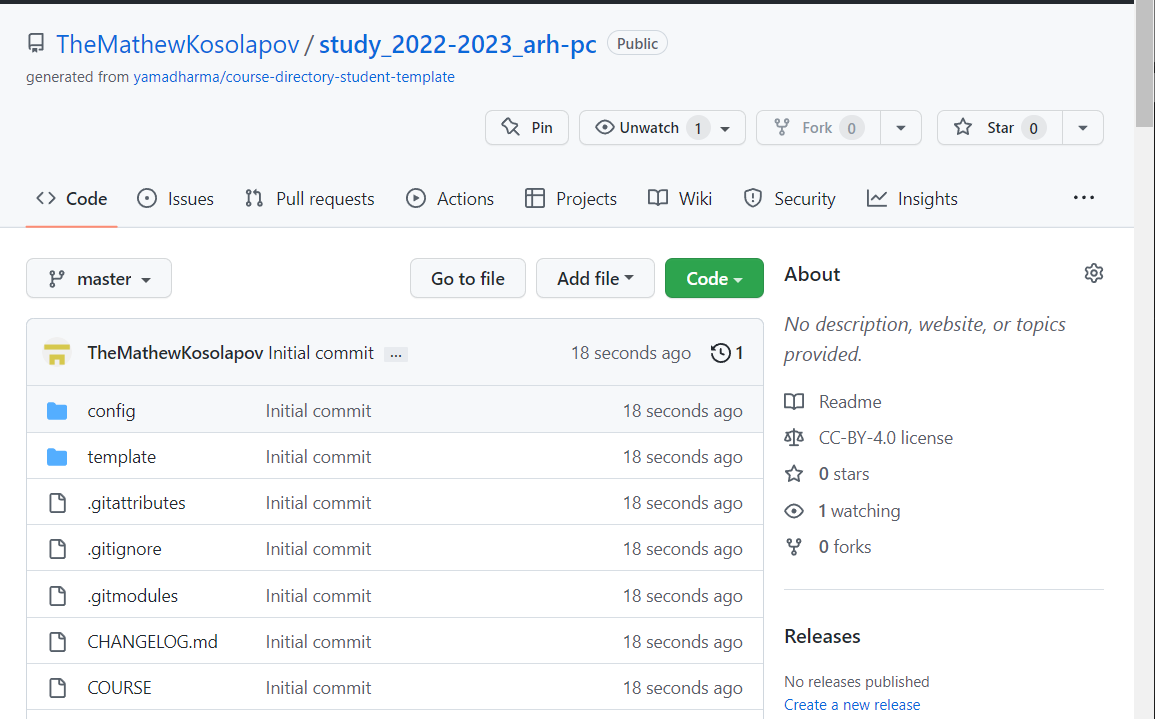 TheMathewKosolapov / study_2022-2023_arh-pc Public
generated from yamadharma/course-directory-student-template
Pin Unwatch 1 Fork 0 Star 0
Code Issues Pull requests Actions Projects Wiki Security Insights ...
master Go to file Add file Code
TheMathewKosolapov Initial commit ... 18 seconds ago 1
config Initial commit 18 seconds ago
template Initial commit 18 seconds ago
.gitattributes Initial commit 18 seconds ago
.gitignore Initial commit 18 seconds ago
.gitmodules Initial commit 18 seconds ago
CHANGELOG.md Initial commit 18 seconds ago
COURSE Initial commit 18 seconds ago
About
No description, website, or topics
provided.
Readme
CC-BY-4.0 license
0 stars
1 watching
0 forks
Releases
No releases published
Create a new release